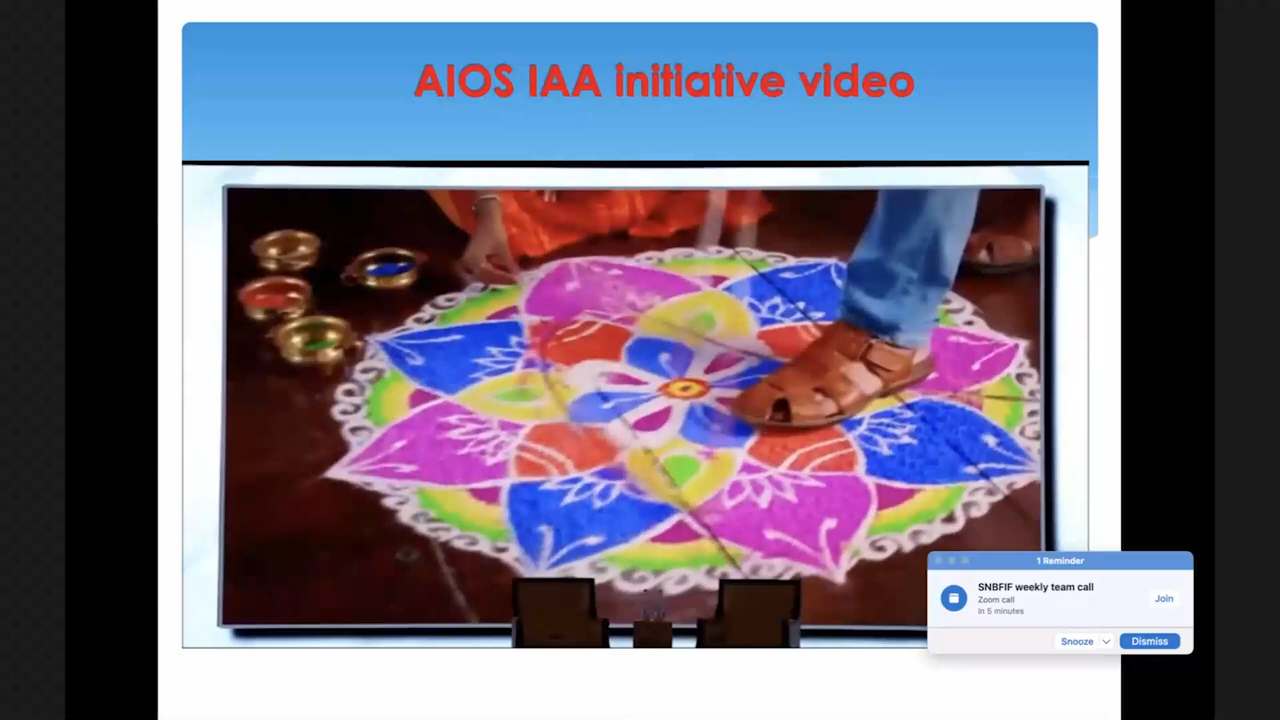 AIOS IAA initiative video
1 Reminder
SNBFIF weekly team call
Zoom call
In 5 minutes
Join
Snooze
Dismiss